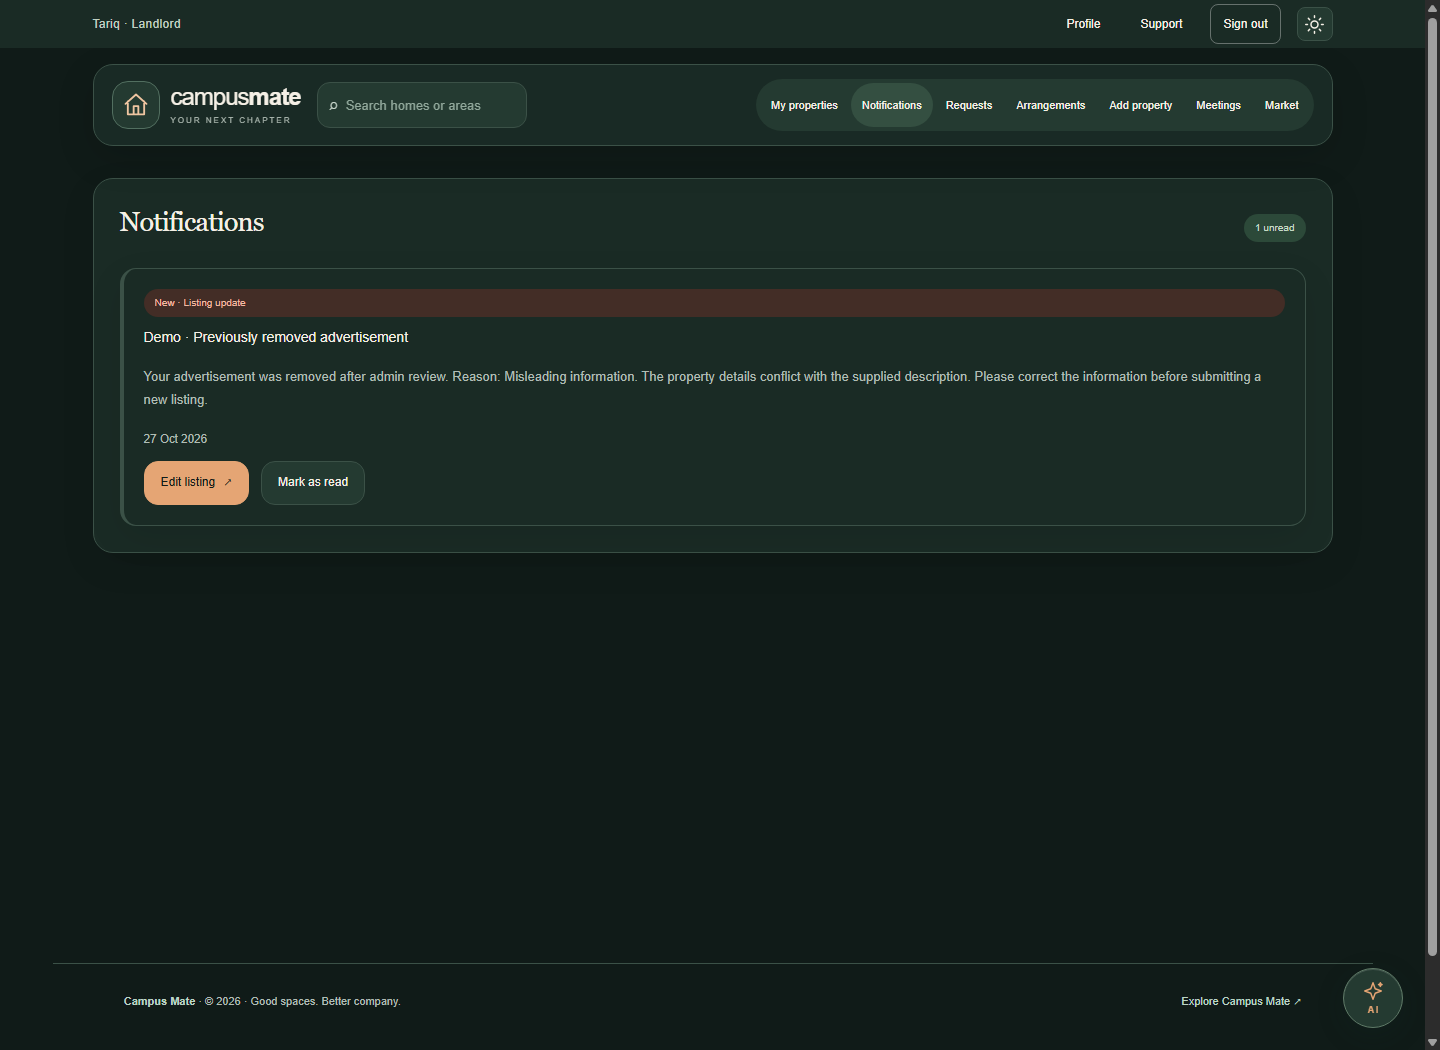 Tariq · Landlord
Profile
Support
Sign out
campusmate
YOUR NEXT CHAPTER
Search homes or areas
My properties
Notifications
Requests
Arrangements
Add property
Meetings
Market
Notifications
1 unread
New · Listing update
Demo · Previously removed advertisement
Your advertisement was removed after admin review. Reason: Misleading information. The property details conflict with the supplied description. Please correct the information before submitting a
new listing.
27 Oct 2026
Edit listing ↗
Mark as read
Campus Mate · © 2026 · Good spaces. Better company.
Explore Campus Mate ↗
AI